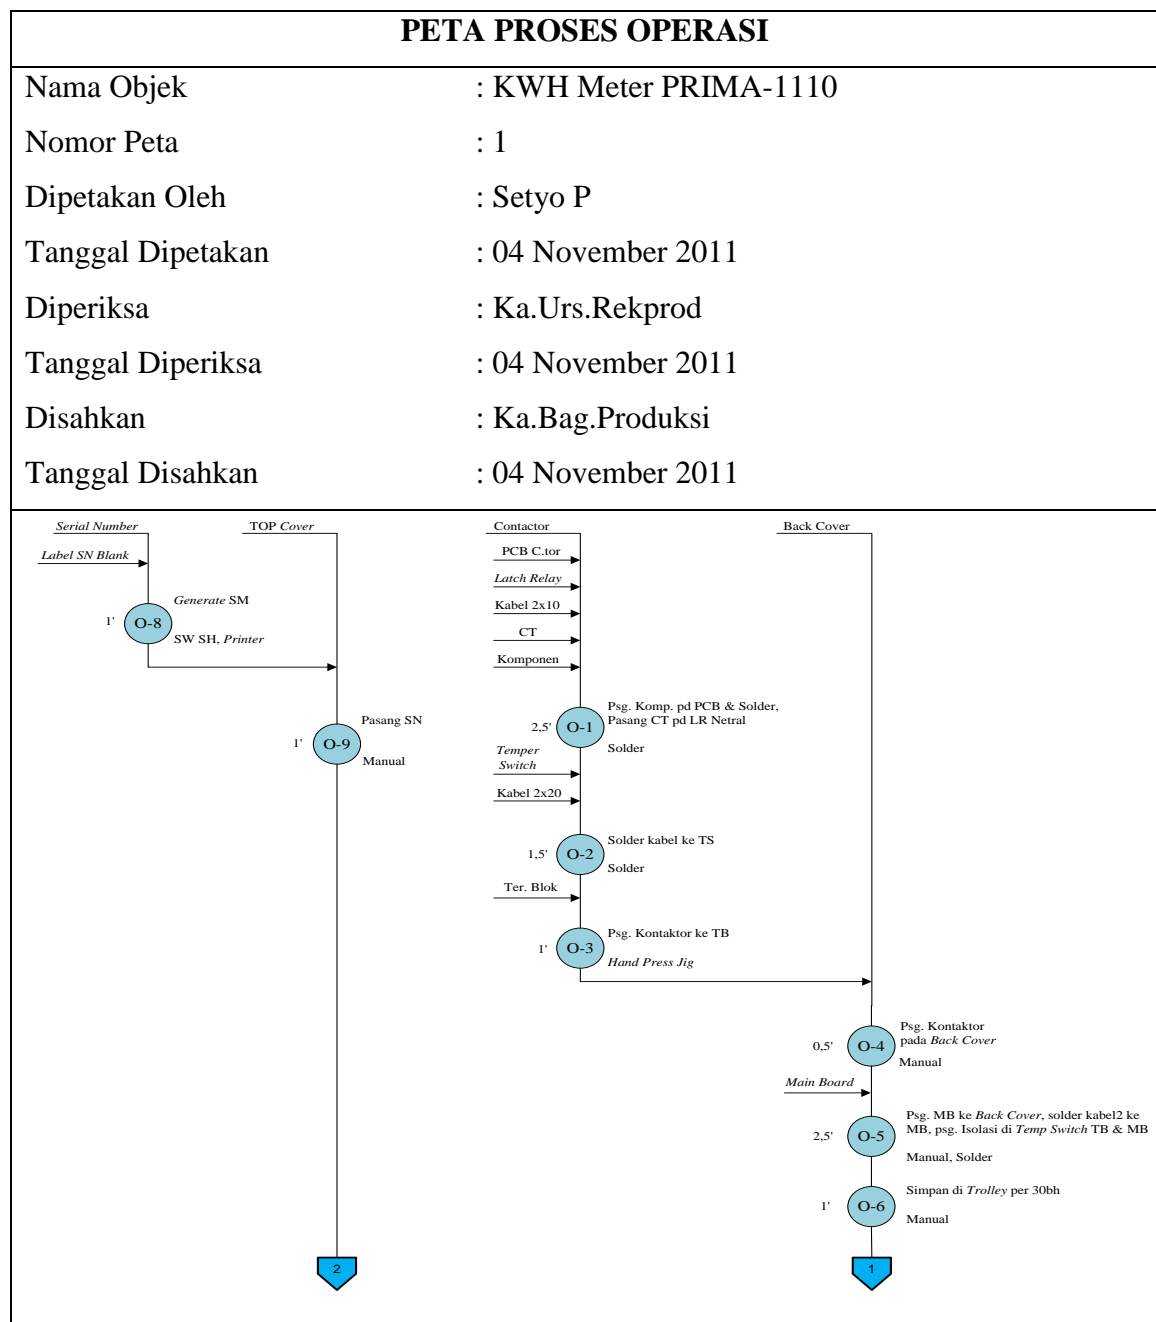 PETA PROSES OPERASI
Nama Objek : KWH Meter PRIMA-1110
Nomor Peta : 1
Dipetakan Oleh : Setyo P
Tanggal Dipetakan : 04 November 2011
Diperiksa : Ka.Urs.Rekprod
Tanggal Diperiksa : 04 November 2011
Disahkan : Ka.Bag.Produksi
Tanggal Disahkan : 04 November 2011
Serial Number
Label SN Blank
Generate SM
1' O-8
SW SH, Printer
TOP Cover
Pasang SN
1' O-9
Manual
2
Contactor
PCB C.tor
Latch Relay
Kabel 2x10
CT
Komponen
Psg. Komp. pd PCB & Solder,
Pasang CT pd LR Netral
2,5' O-1
Solder
Temper
Switch
Kabel 2x20
Solder kabel ke TS
1,5' O-2
Solder
Ter. Blok
Psg. Kontaktor ke TB
1' O-3
Hand Press Jig
Back Cover
Psg. Kontaktor
pada Back Cover
0,5' O-4
Manual
Main Board
Psg. MB ke Back Cover, solder kabel2 ke
MB, psg. Isolasi di Temp Switch TB & MB
2,5' O-5
Manual, Solder
Simpan di Trolley per 30bh
1' O-6
Manual
1